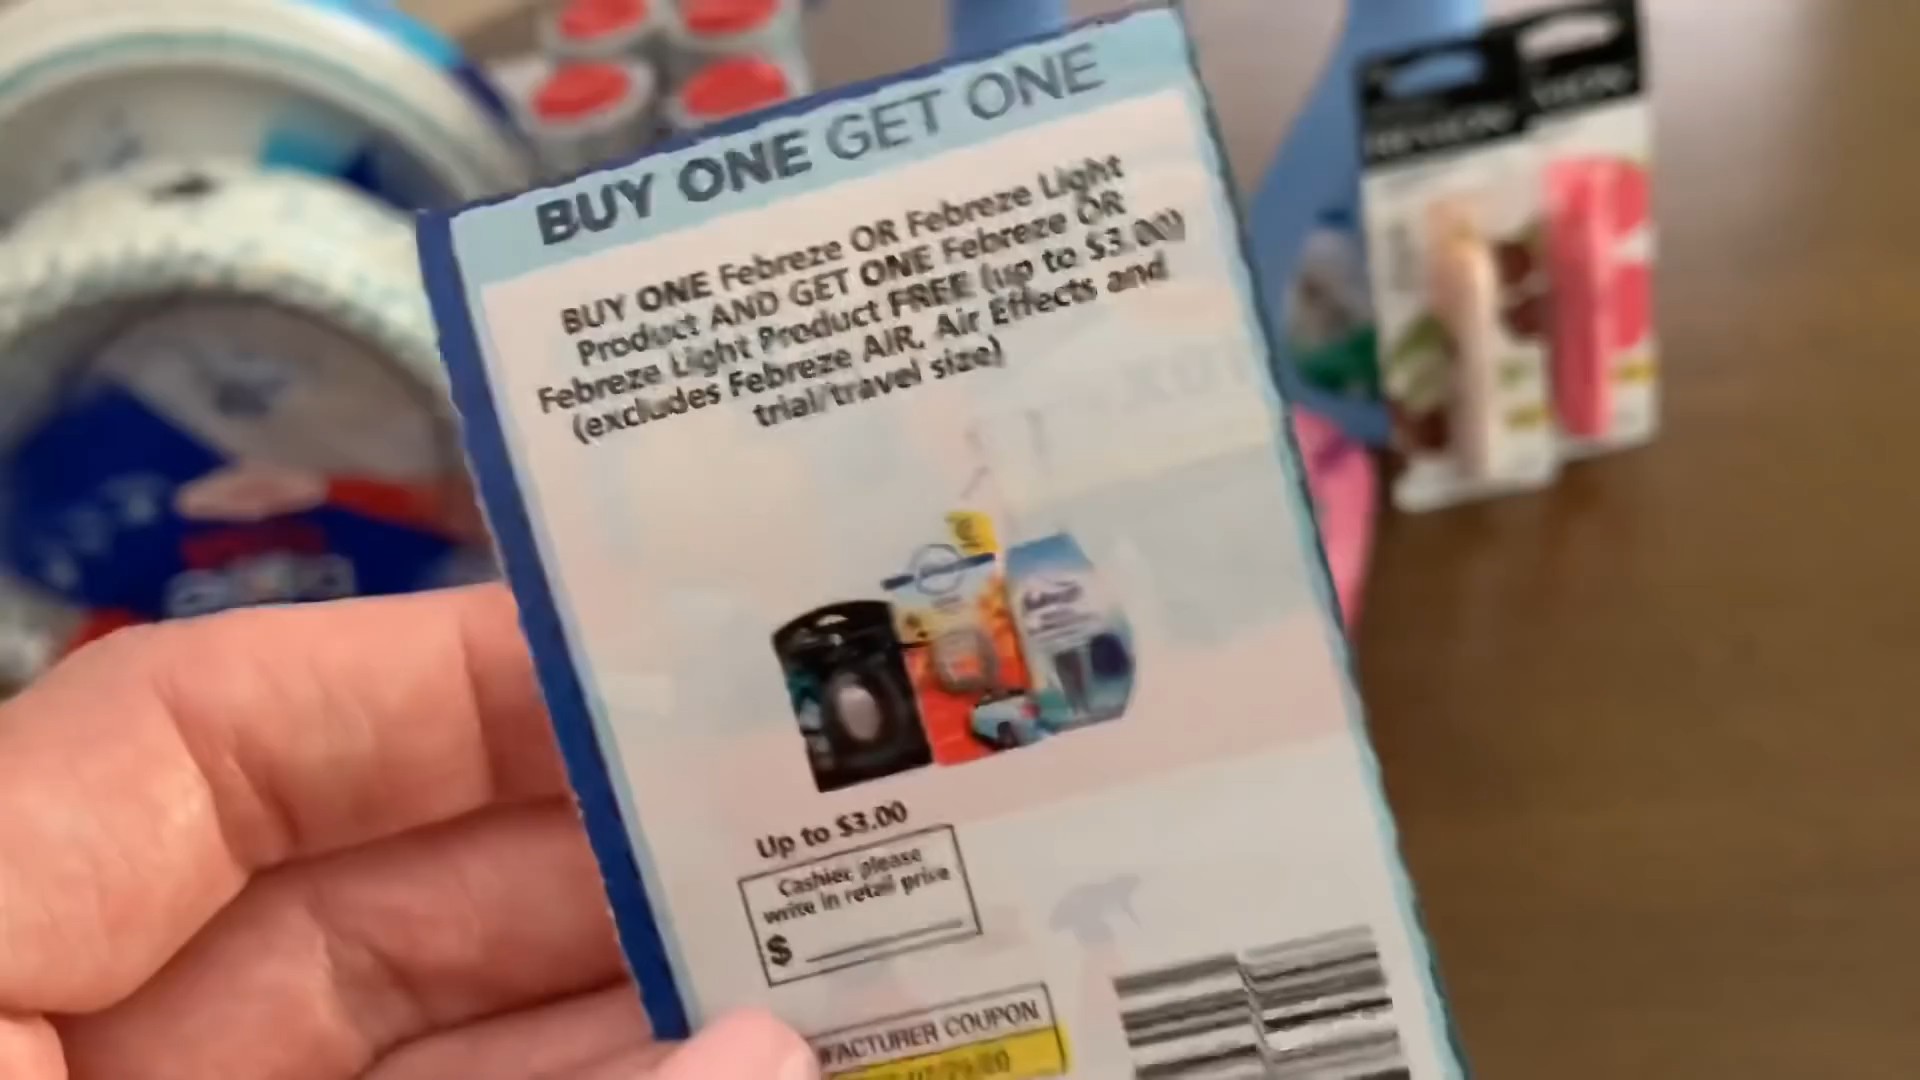 BUY ONE GET ONE
BUY ONE Febreze OR Febreze Light
Product AND GET ONE Febreze OR
Febreze Light Product FREE (up to $3.00)
(excludes Febreze AIR, Air Effects and
trial/travel size)
Up to $3.00
Cashier, please
write in retail price
$
FACTURER COUPON
REVLON